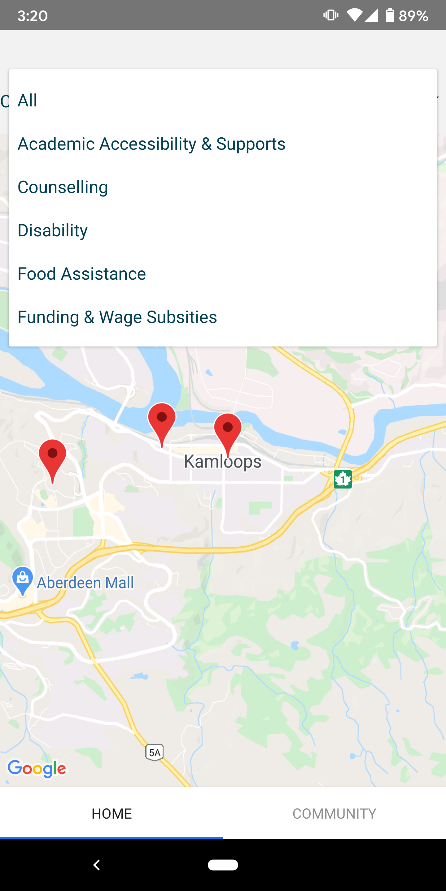 3:20
89%
C
All
Academic Accessibility & Supports
Counselling
Disability
Food Assistance
Funding & Wage Subsities
Kamloops
1
Aberdeen Mall
5A
Google
HOME
COMMUNITY